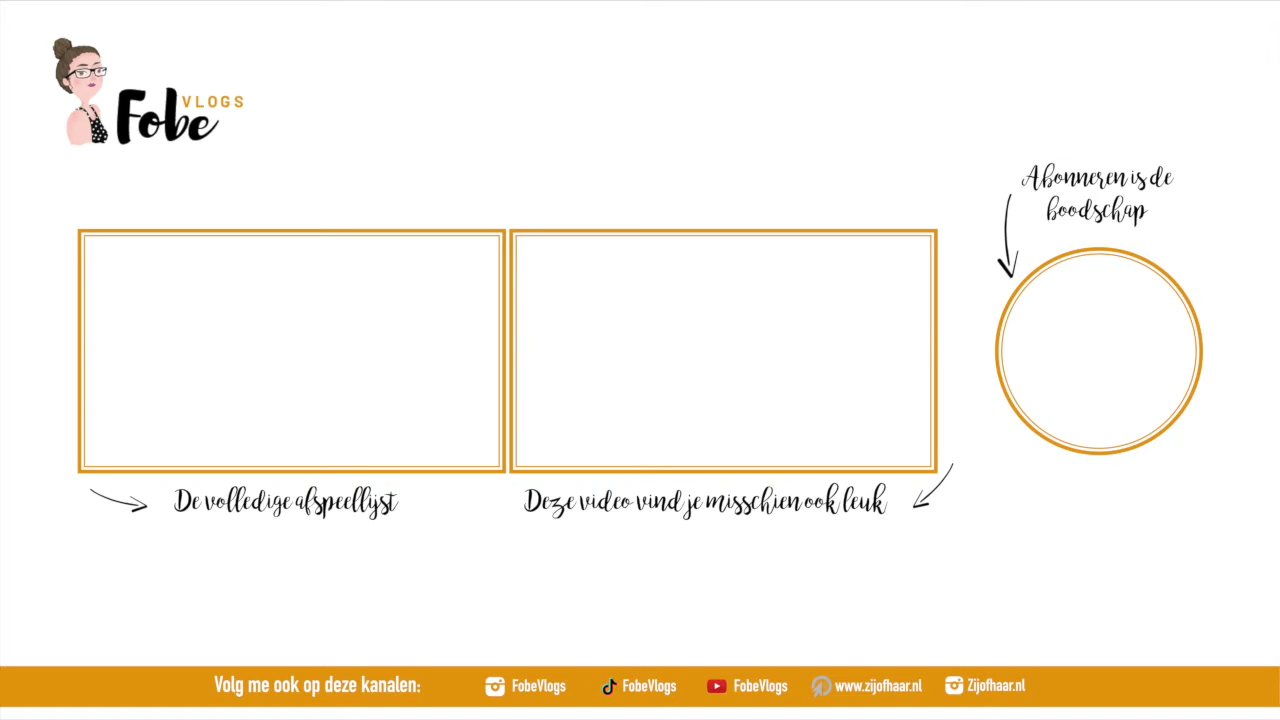 VLOGS
Fobe
Abonneren is de
boodschap
De volledige afspeellijst
Deze video vind je misschien ook leuk
Volg me ook op deze kanalen: FobeVlogs FobeVlogs FobeVlogs www.zijofhaar.nl Zijofhaar.nl